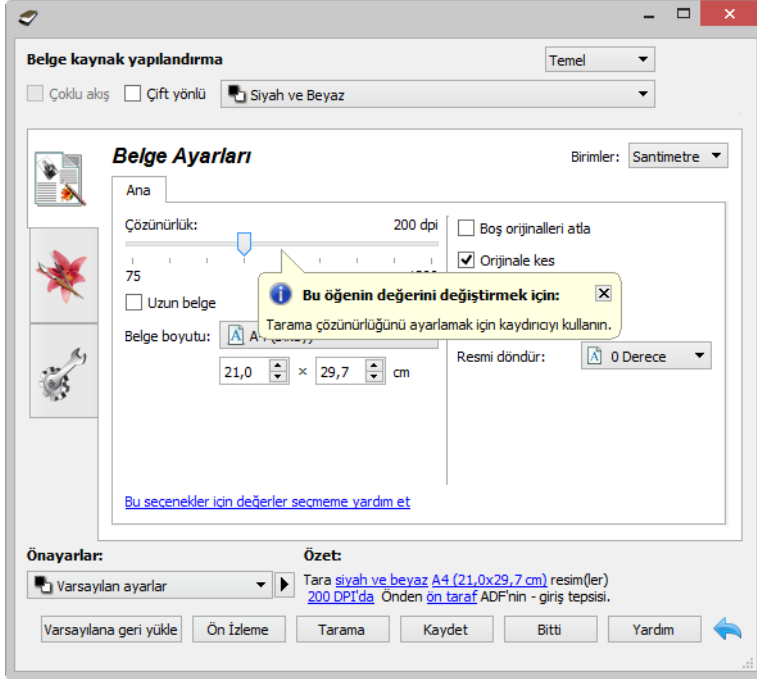 Belge kaynak yapılandırma
Temel
Çoklu akış
Çift yönlü
Siyah ve Beyaz
Belge Ayarları
Birimler: Santimetre
Ana
Çözünürlük: 200 dpi
75
Boş orijinalleri atla
Orijinale kes
Bu öğenin değerini değiştirmek için:
Tarama çözünürlüğünü ayarlamak için kaydırıcıyı kullanın.
Uzun belge
Belge boyutu:
Resmi döndür: 0 Derece
21,0 × 29,7 cm
Bu seçenekler için değerler seçmeme yardım et
Önayarlar:
Varsayılan ayarlar
Özet:
Tara siyah ve beyaz A4 (21,0x29,7 cm) resim(ler)
200 DPI'da Önden ön taraf ADF'nin - giriş tepsisi.
Varsayılana geri yükle
Ön İzleme
Tarama
Kaydet
Bitti
Yardım